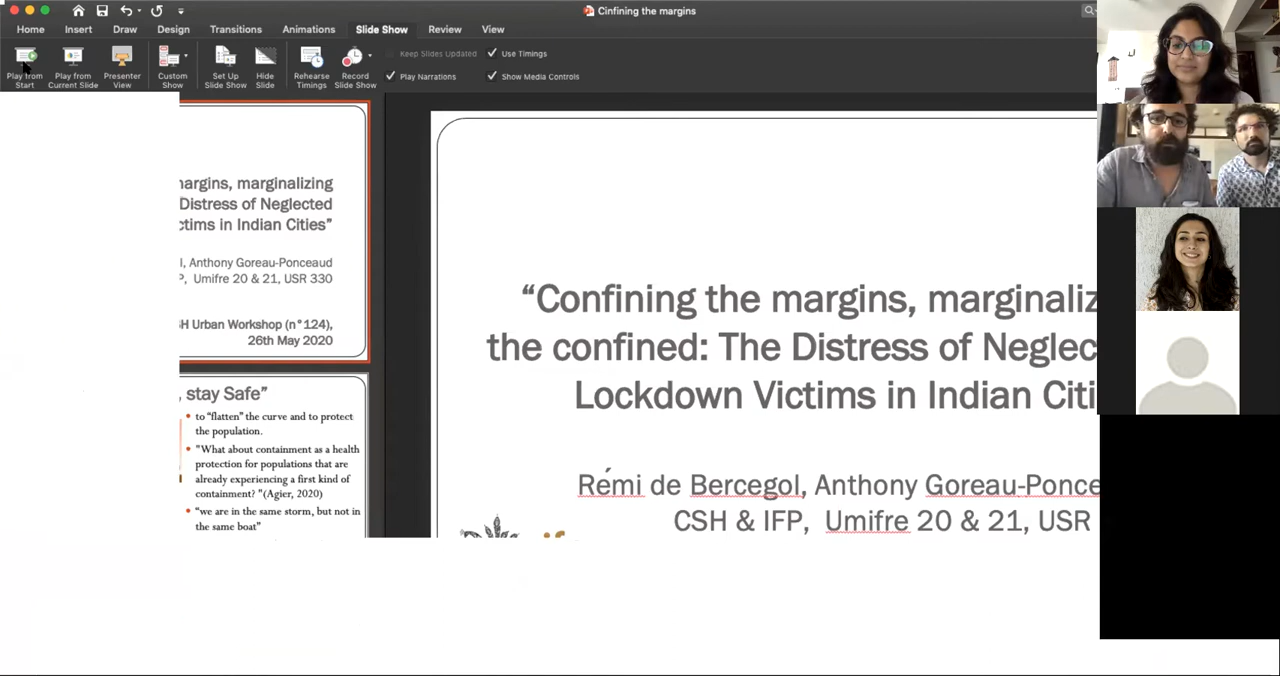 Cinfining the margins
Home Insert Draw Design Transitions Animations Slide Show Review View
Keep Slides Updated Use Timings
Play from Start Play from Current Slide Presenter View Custom Show Set Up Slide Show Hide Slide Rehearse Timings Record Slide Show
Play Narrations Show Media Controls
margins, marginalizing
Distress of Neglected
ctims in Indian Cities”
l, Anthony Goreau-Ponceaud
P, Umifre 20 & 21, USR 330
H Urban Workshop (n°124),
26th May 2020
, stay Safe”
• to “flatten” the curve and to protect
the population.
• "What about containment as a health
protection for populations that are
already experiencing a first kind of
containment? "(Agier, 2020)
• “we are in the same storm, but not in
the same boat”
“Confining the margins, marginaliz
the confined: The Distress of Neglec
Lockdown Victims in Indian Citi
Rémi de Bercegol, Anthony Goreau-Ponce
CSH & IFP, Umifre 20 & 21, USR